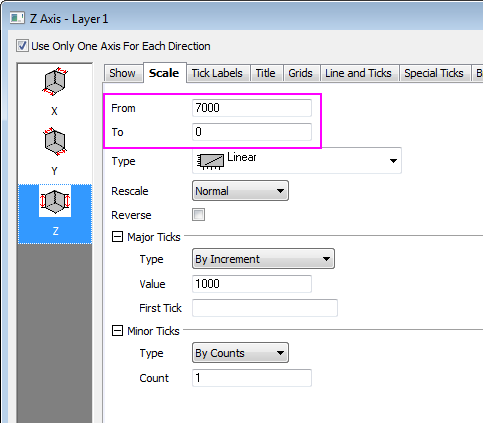 Z Axis - Layer1
Use Only One Axis For Each Direction
X
Y
Z
Show Scale Tick Labels Title Grids Line and Ticks Special Ticks
From 7000
To 0
Type Linear
Rescale Normal
Reverse
Major Ticks
Type By Increment
Value 1000
First Tick
Minor Ticks
Type By Counts
Count 1